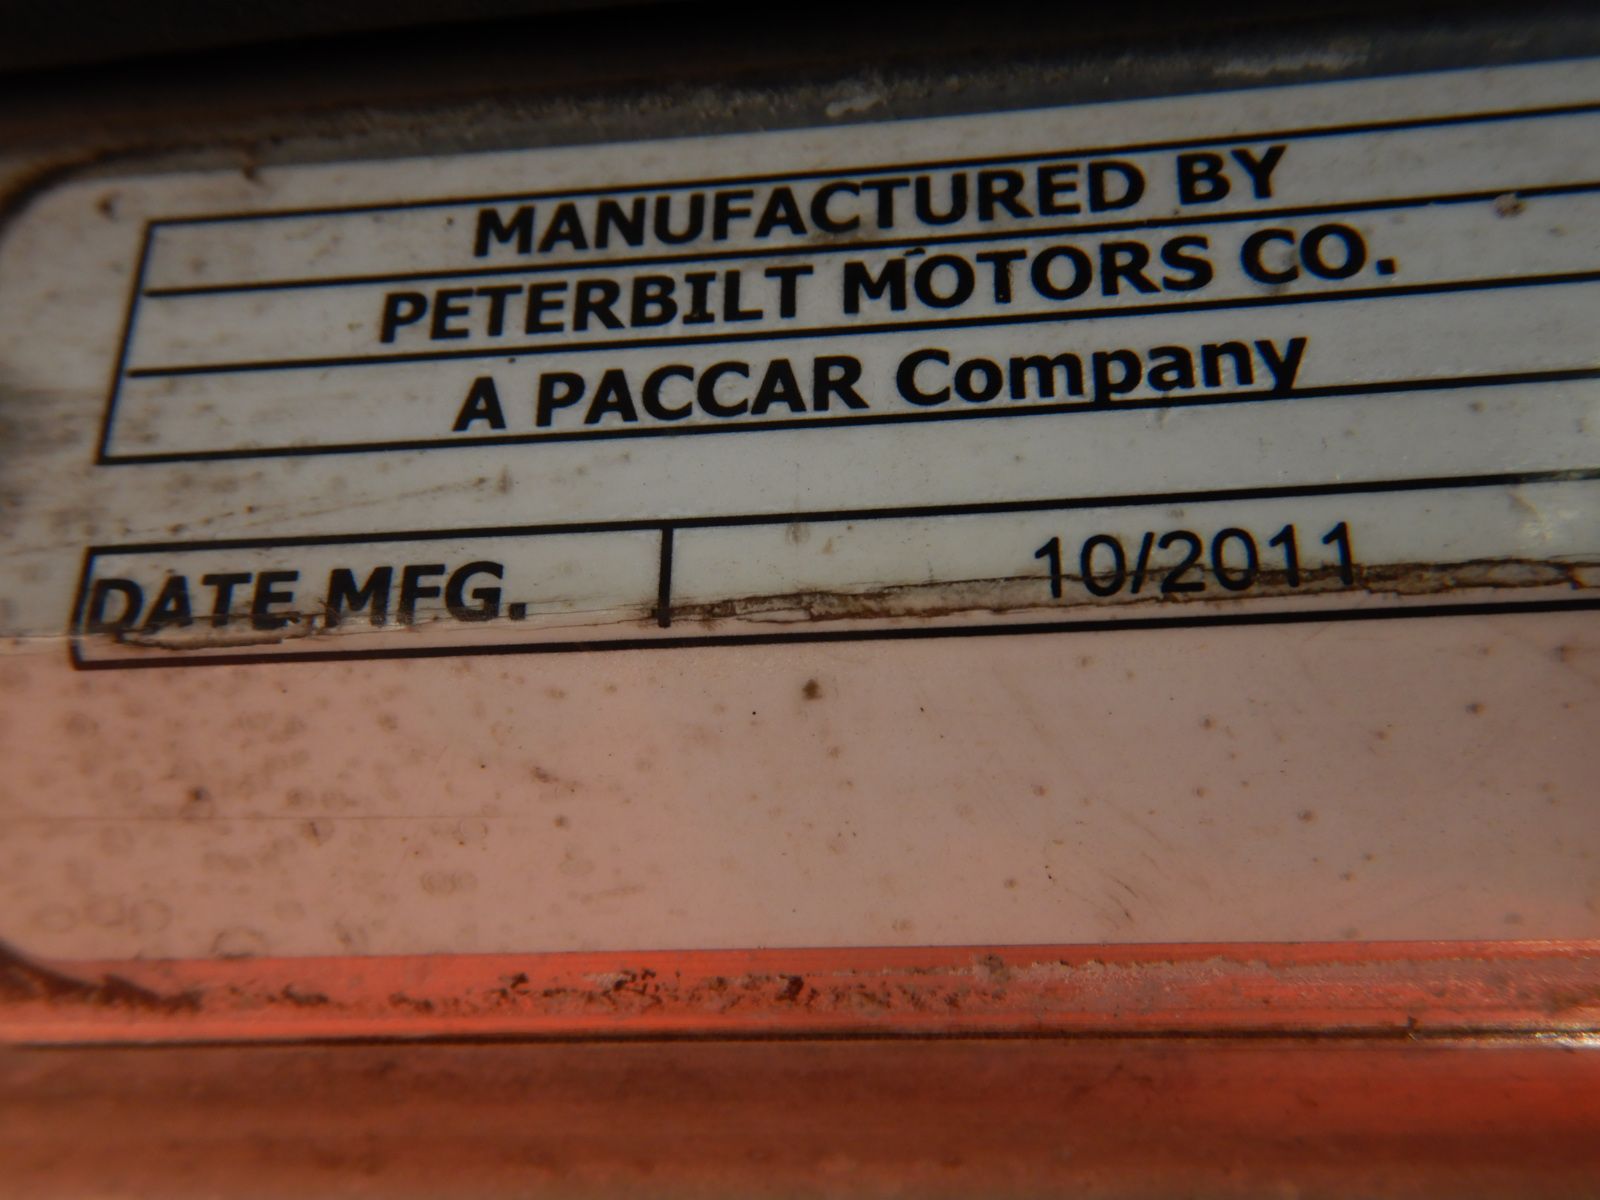 MANUFACTURED BY
PETERBILT MOTORS CO.
A PACCAR Company
DATE MFG. 10/2011